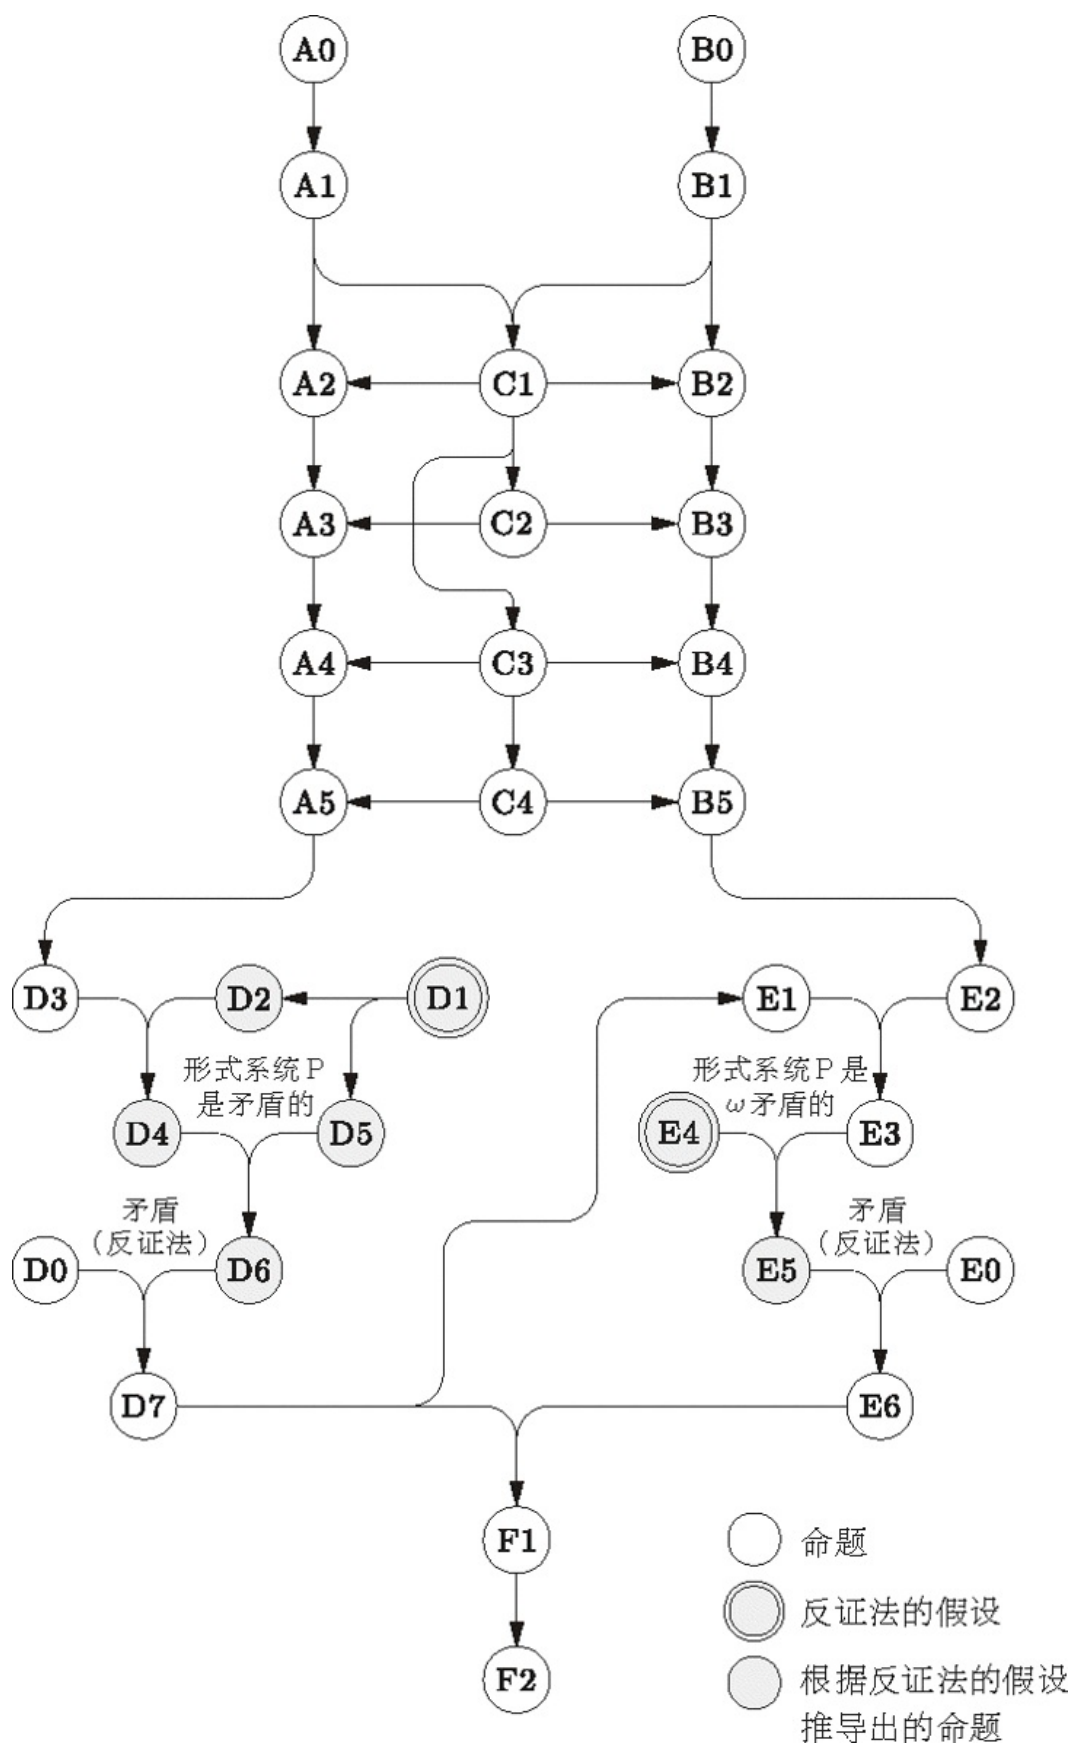 A0 B0
A1 B1
A2 C1 B2
A3 C2 B3
A4 C3 B4
A5 C4 B5
D3 D2 D1 E1 E2
形式系统P
是矛盾的
形式系统P是
ω矛盾的
D4 D5 E4 E3
矛盾
（反证法）
矛盾
（反证法）
D0 D6 E5 E0
D7 E6
F1
F2
命题
反证法的假设
根据反证法的假设
推导出的命题